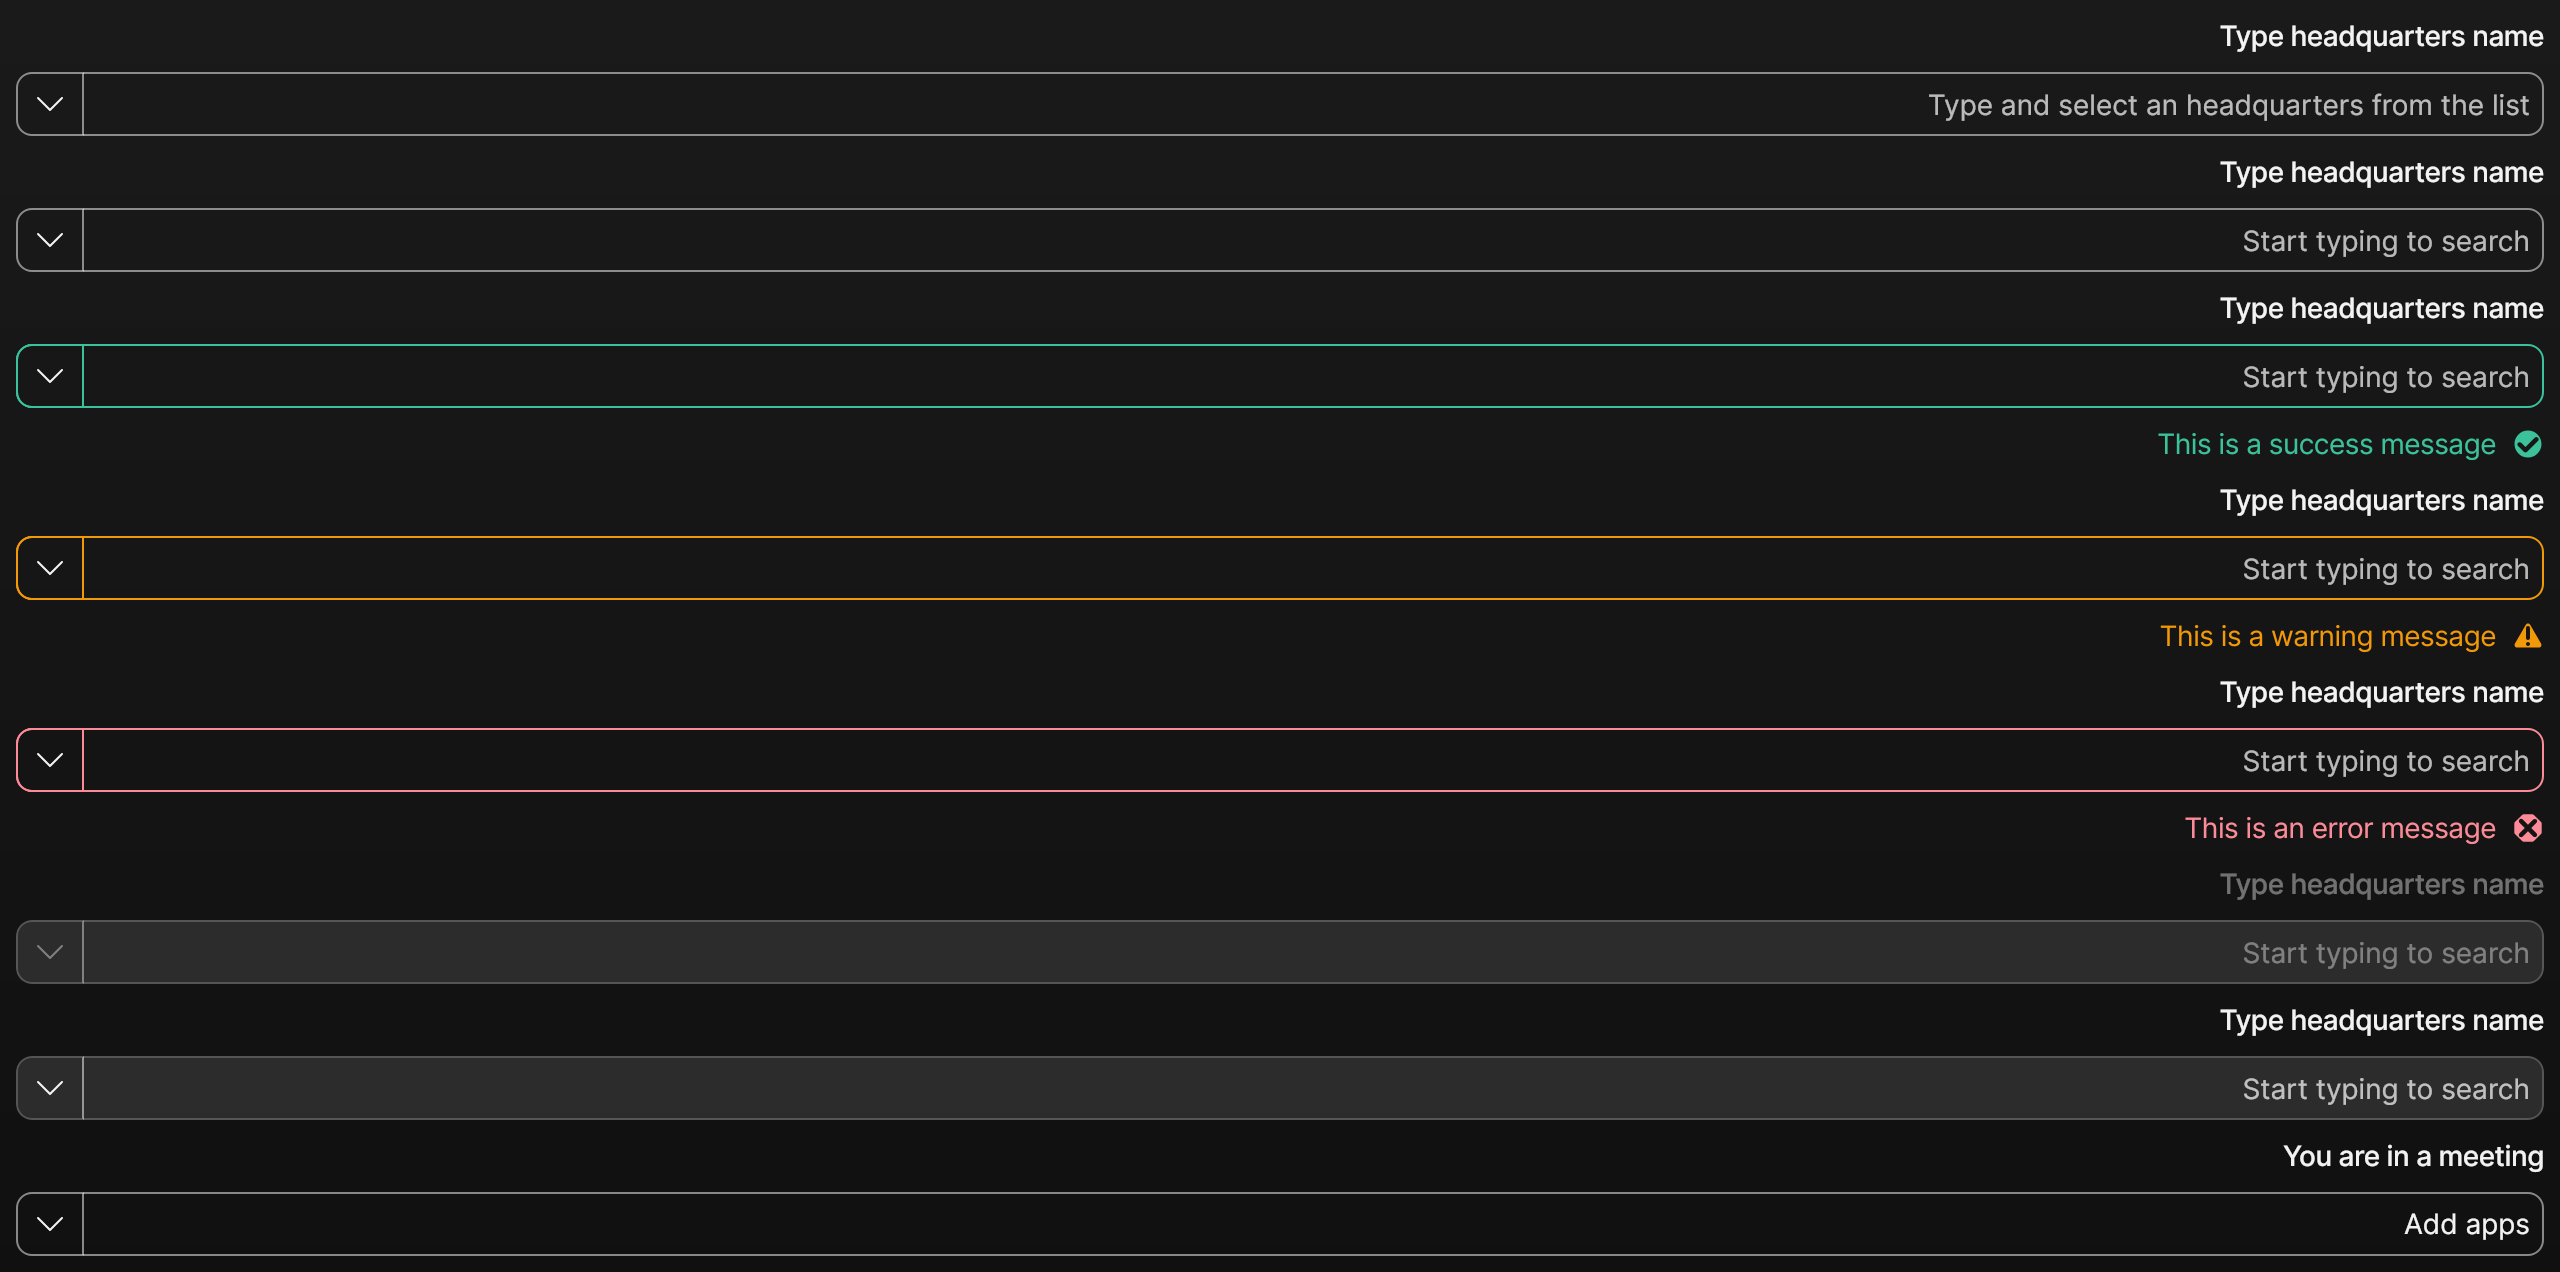 Type headquarters name
Type and select an headquarters from the list
Type headquarters name
Start typing to search
Type headquarters name
Start typing to search
This is a success message
Type headquarters name
Start typing to search
This is a warning message
Type headquarters name
Start typing to search
This is an error message
Type headquarters name
Start typing to search
Type headquarters name
Start typing to search
You are in a meeting
Add apps